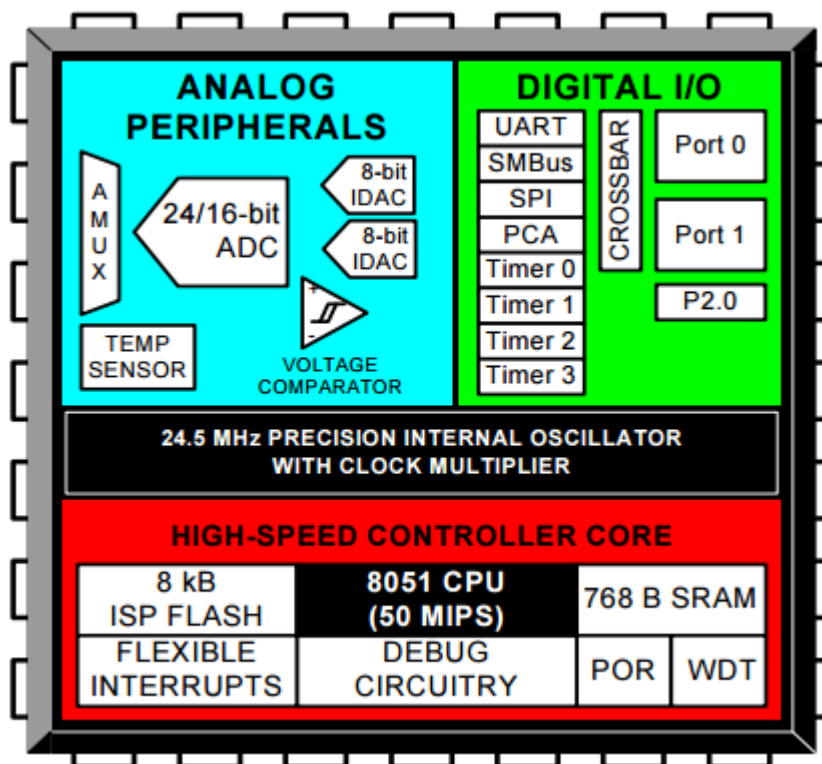 ANALOG
PERIPHERALS
A
M
U
X
24/16-bit
ADC
8-bit
IDAC
8-bit
IDAC
+
-
TEMP
SENSOR
VOLTAGE
COMPARATOR
DIGITAL I/O
UART
SMBus
SPI
PCA
Timer 0
Timer 1
Timer 2
Timer 3
CROSSBAR
Port 0
Port 1
P2.0
24.5 MHz PRECISION INTERNAL OSCILLATOR
WITH CLOCK MULTIPLIER
HIGH-SPEED CONTROLLER CORE
8 kB
ISP FLASH
8051 CPU
(50 MIPS)
768 B SRAM
FLEXIBLE
INTERRUPTS
DEBUG
CIRCUITRY
POR
WDT